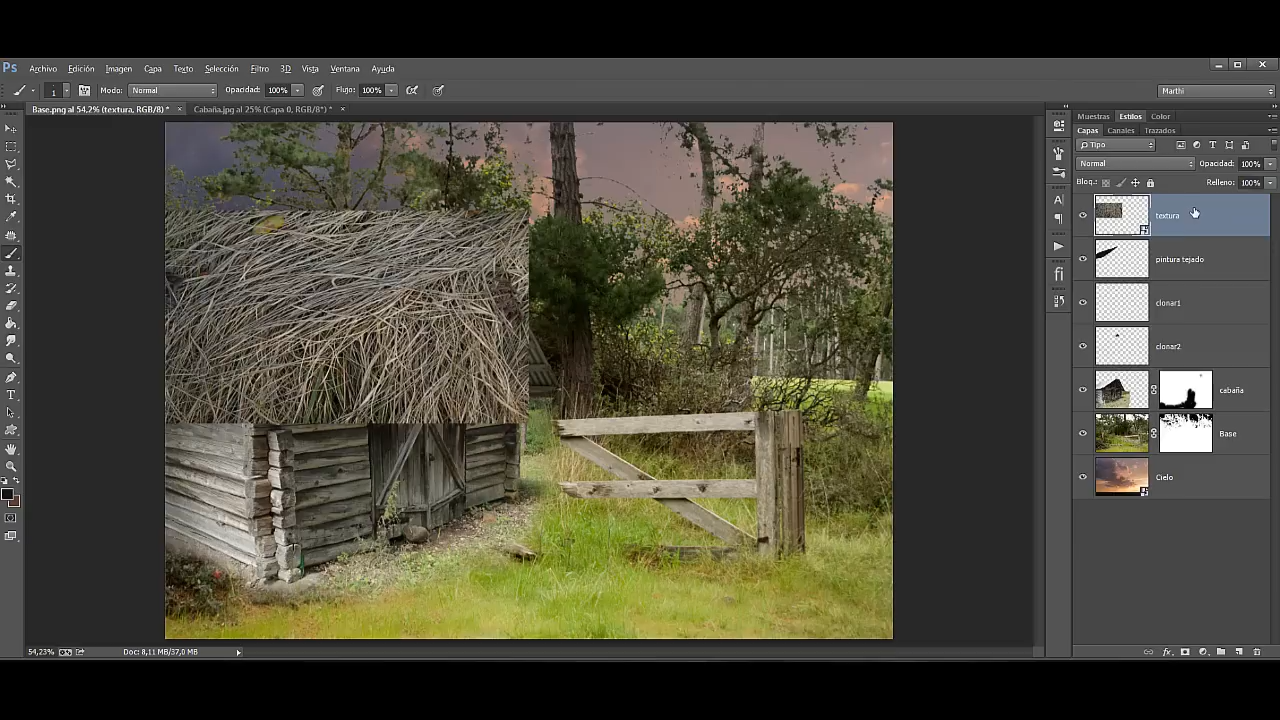 Ps Archivo Edición Imagen Capa Texto Selección Filtro 3D Vista Ventana Ayuda
1 Modo: Normal Opacidad: 100% Flujo: 100% Marthi
Base.png al 54,2% (textura, RGB/8) * × Cabaña.jpg al 25% (Capa 0, RGB/8*) * ×
Muestras Estilos Color
Capas Canales Trazados
Tipo
Normal Opacidad: 100%
Bloq.: Relleno: 100%
textura
pintura tejado
clonar1
clonar2
cabaña
Base
Cielo
54,23% Doc: 8,11 MB/37,0 MB